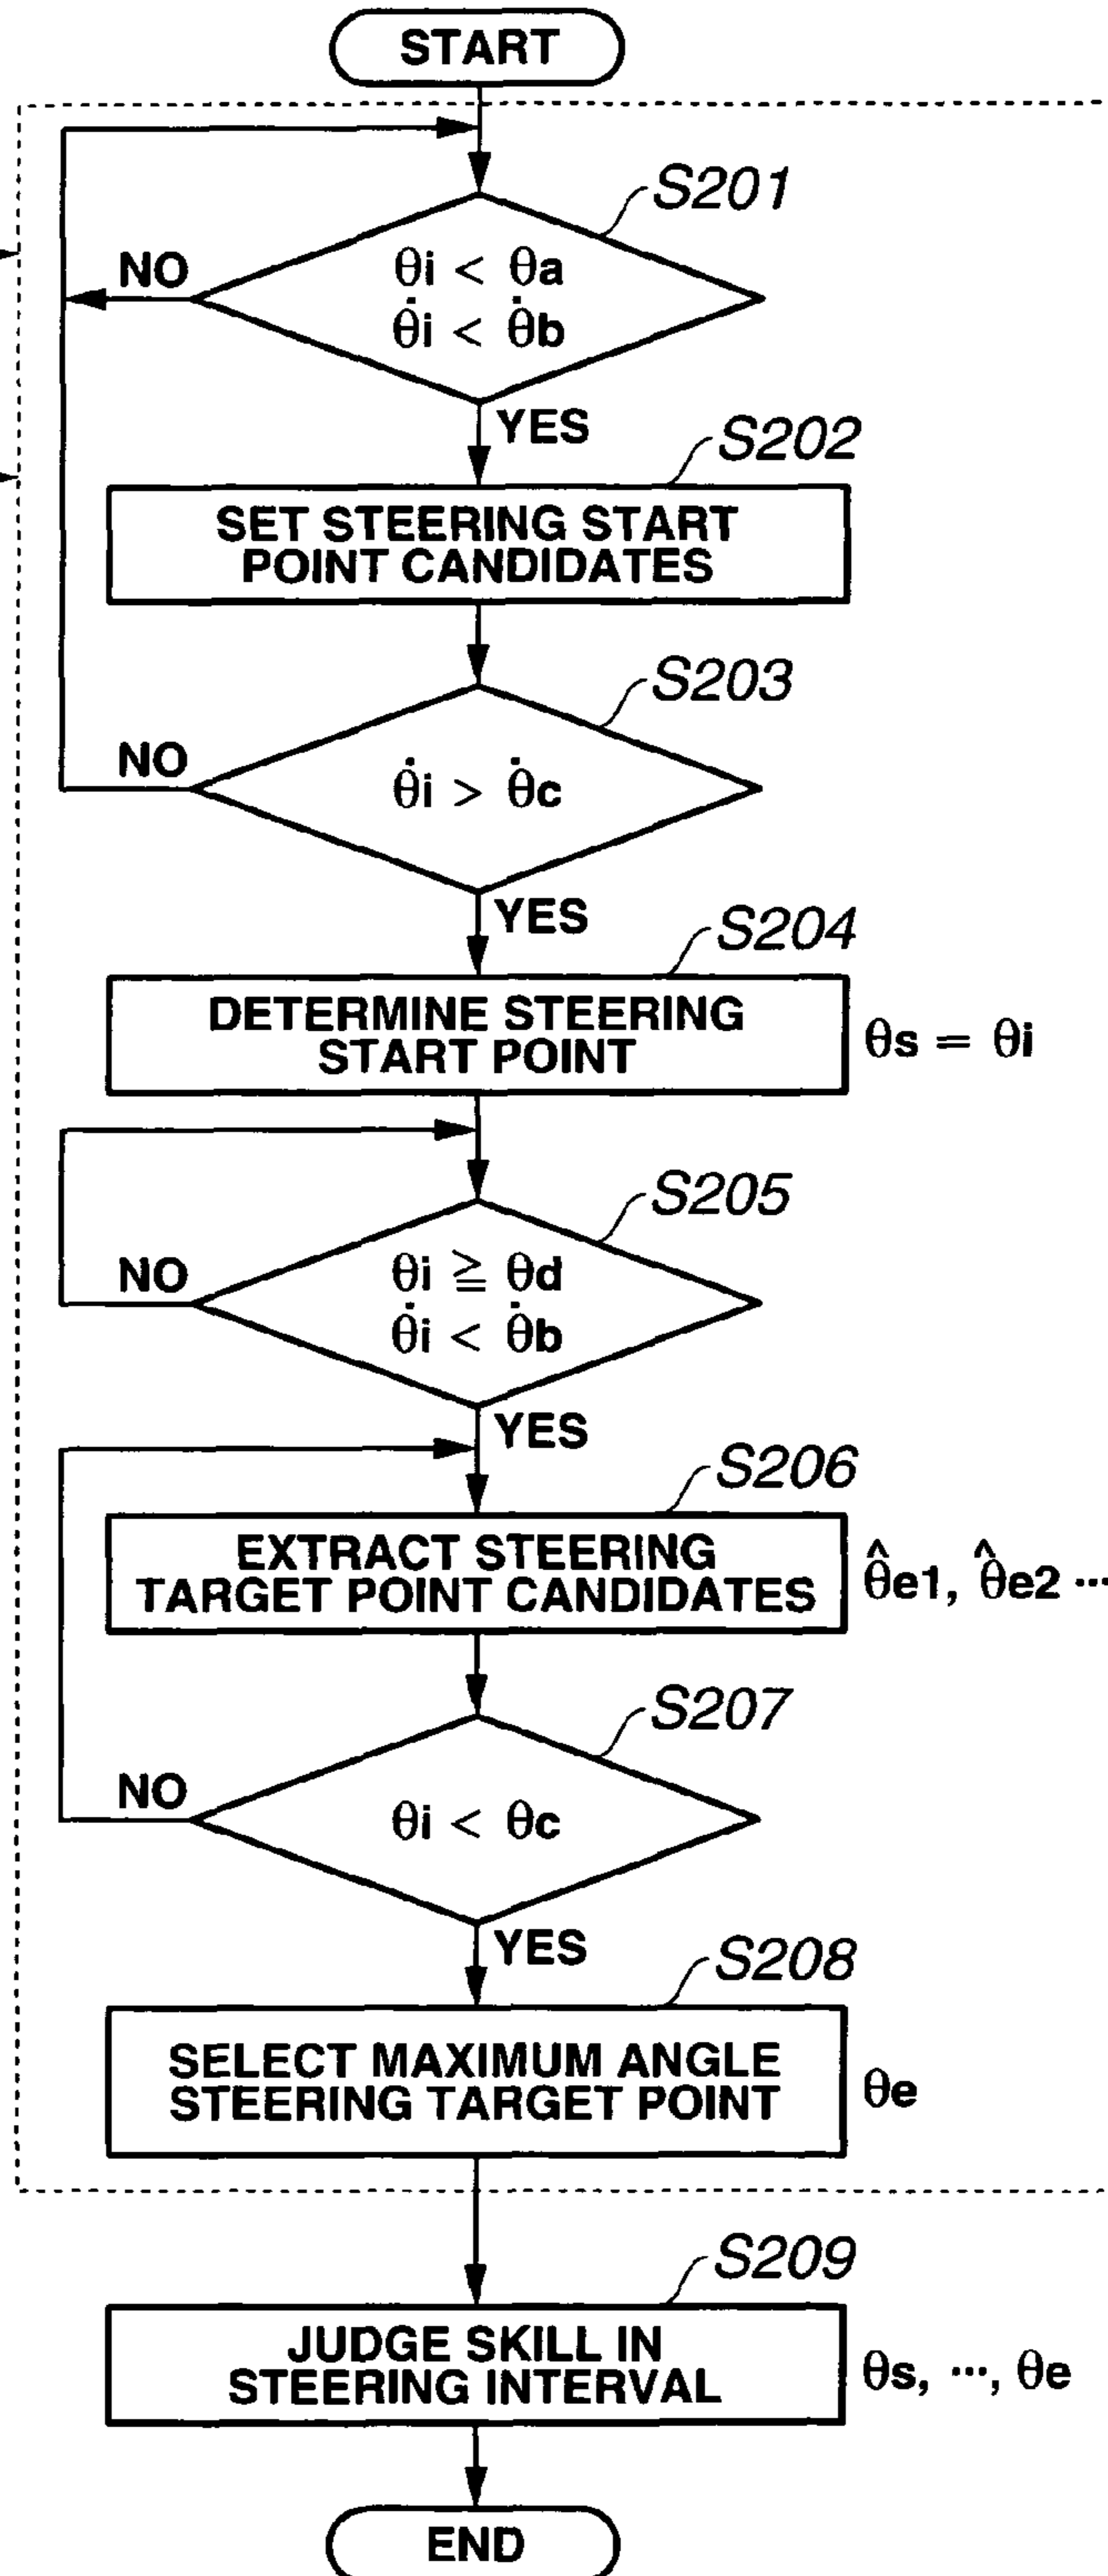 START
S201
θi < θa
θ̇i < θ̇b
NO
YES
S202
SET STEERING START
POINT CANDIDATES
S203
θ̇i > θ̇c
NO
YES
S204
DETERMINE STEERING
START POINT
θs = θi
S205
θi ≧ θd
θ̇i < θ̇b
NO
YES
S206
EXTRACT STEERING
TARGET POINT CANDIDATES
θ̂e1, θ̂e2 ···
S207
θi < θc
NO
YES
S208
SELECT MAXIMUM ANGLE
STEERING TARGET POINT
θe
S209
JUDGE SKILL IN
STEERING INTERVAL
θs, ···, θe
END